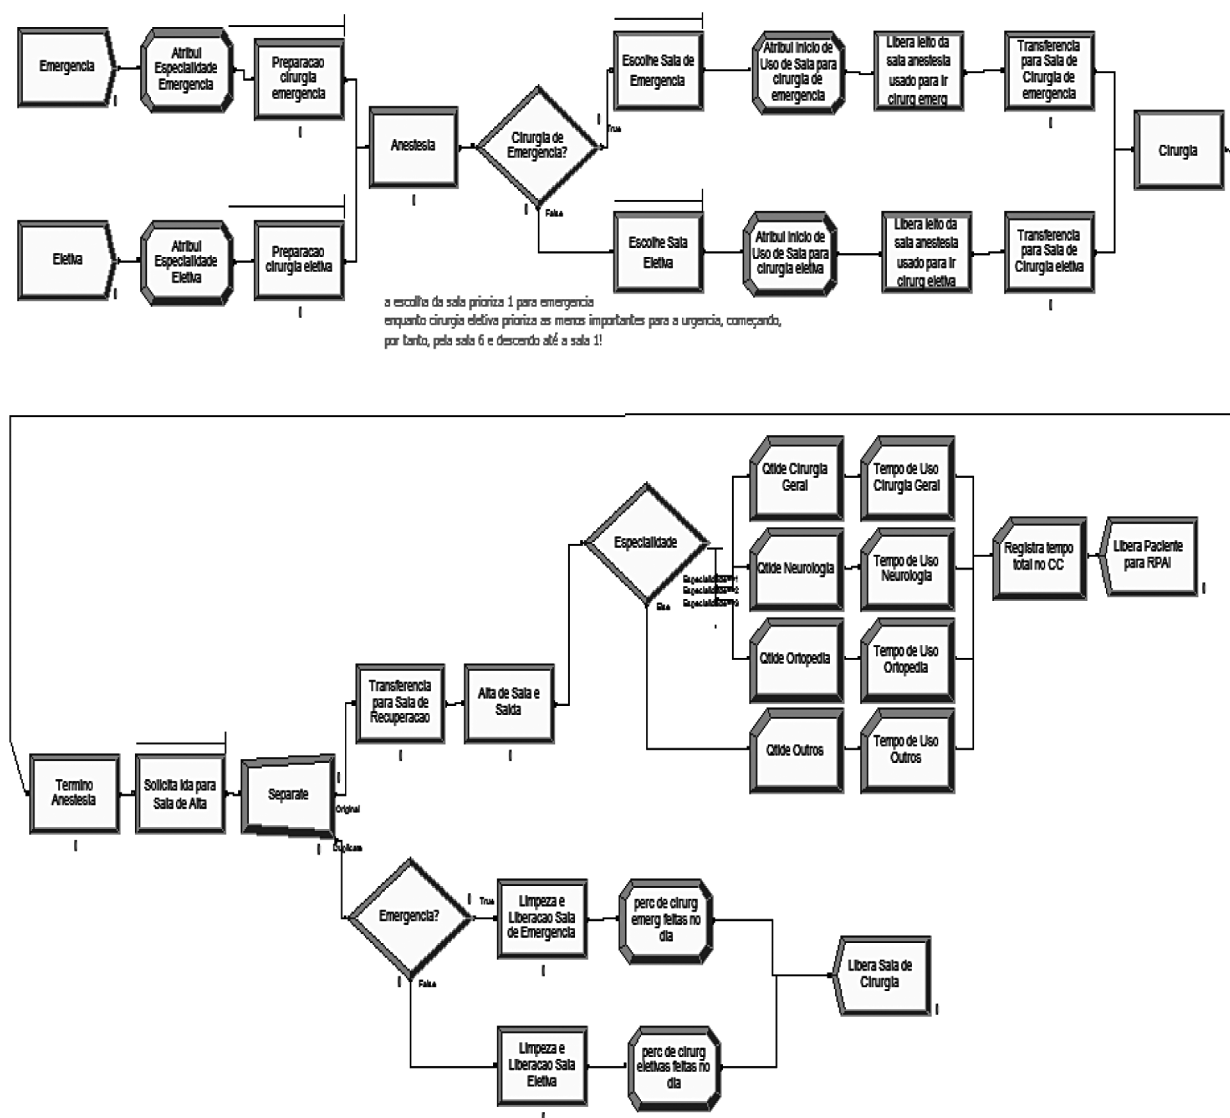 Emergencia
Atribui
Especialidade
Emergencia
Preparacao
cirurgia
emergencia
Anestesia
Cirurgia de
Emergencia?
True
False
Escolhe Sala de
Emergencia
Atribui Inicio de
Uso de Sala para
cirurgia de
emergencia
Libera leito da
sala anestesia
usado para ir
cirurg emerg
Transferencia
para Sala de
Cirurgia de
emergencia
Cirurgia
Eletiva
Atribui
Especialidade
Eletiva
Preparacao
cirurgia eletiva
Escolhe Sala
Eletiva
Atribui Inicio de
Uso de Sala para
cirurgia eletiva
Libera leito da
sala anestesia
usado para ir
cirurg eletiva
Transferencia
para Sala de
Cirurgia eletiva
a escolha da sala prioriza 1 para emergencia
enquanto cirurgia eletiva prioriza as menos importantes para a urgencia, começando,
por tanto, pela sala 6 e descendo até a sala 1!
Termino
Anestesia
Solicita ida para
Sala de Alta
Separate
Original
Duplicate
Transferencia
para Sala de
Recuperacao
Alta de Sala e
Saida
Especialidade
Else
Qtide Cirurgia
Geral
Tempo de Uso
Cirurgia Geral
Qtide Neurologia
Tempo de Uso
Neurologia
Qtide Ortopedia
Tempo de Uso
Ortopedia
Qtide Outros
Tempo de Uso
Outros
Registra tempo
total no CC
Libera Paciente
para RPAI
Emergencia?
True
False
Limpeza e
Liberacao Sala
de Emergencia
perc de cirurg
emerg feitas no
dia
Libera Sala de
Cirurgia
Limpeza e
Liberacao Sala
Eletiva
perc de cirurg
eletivas feitas no
dia